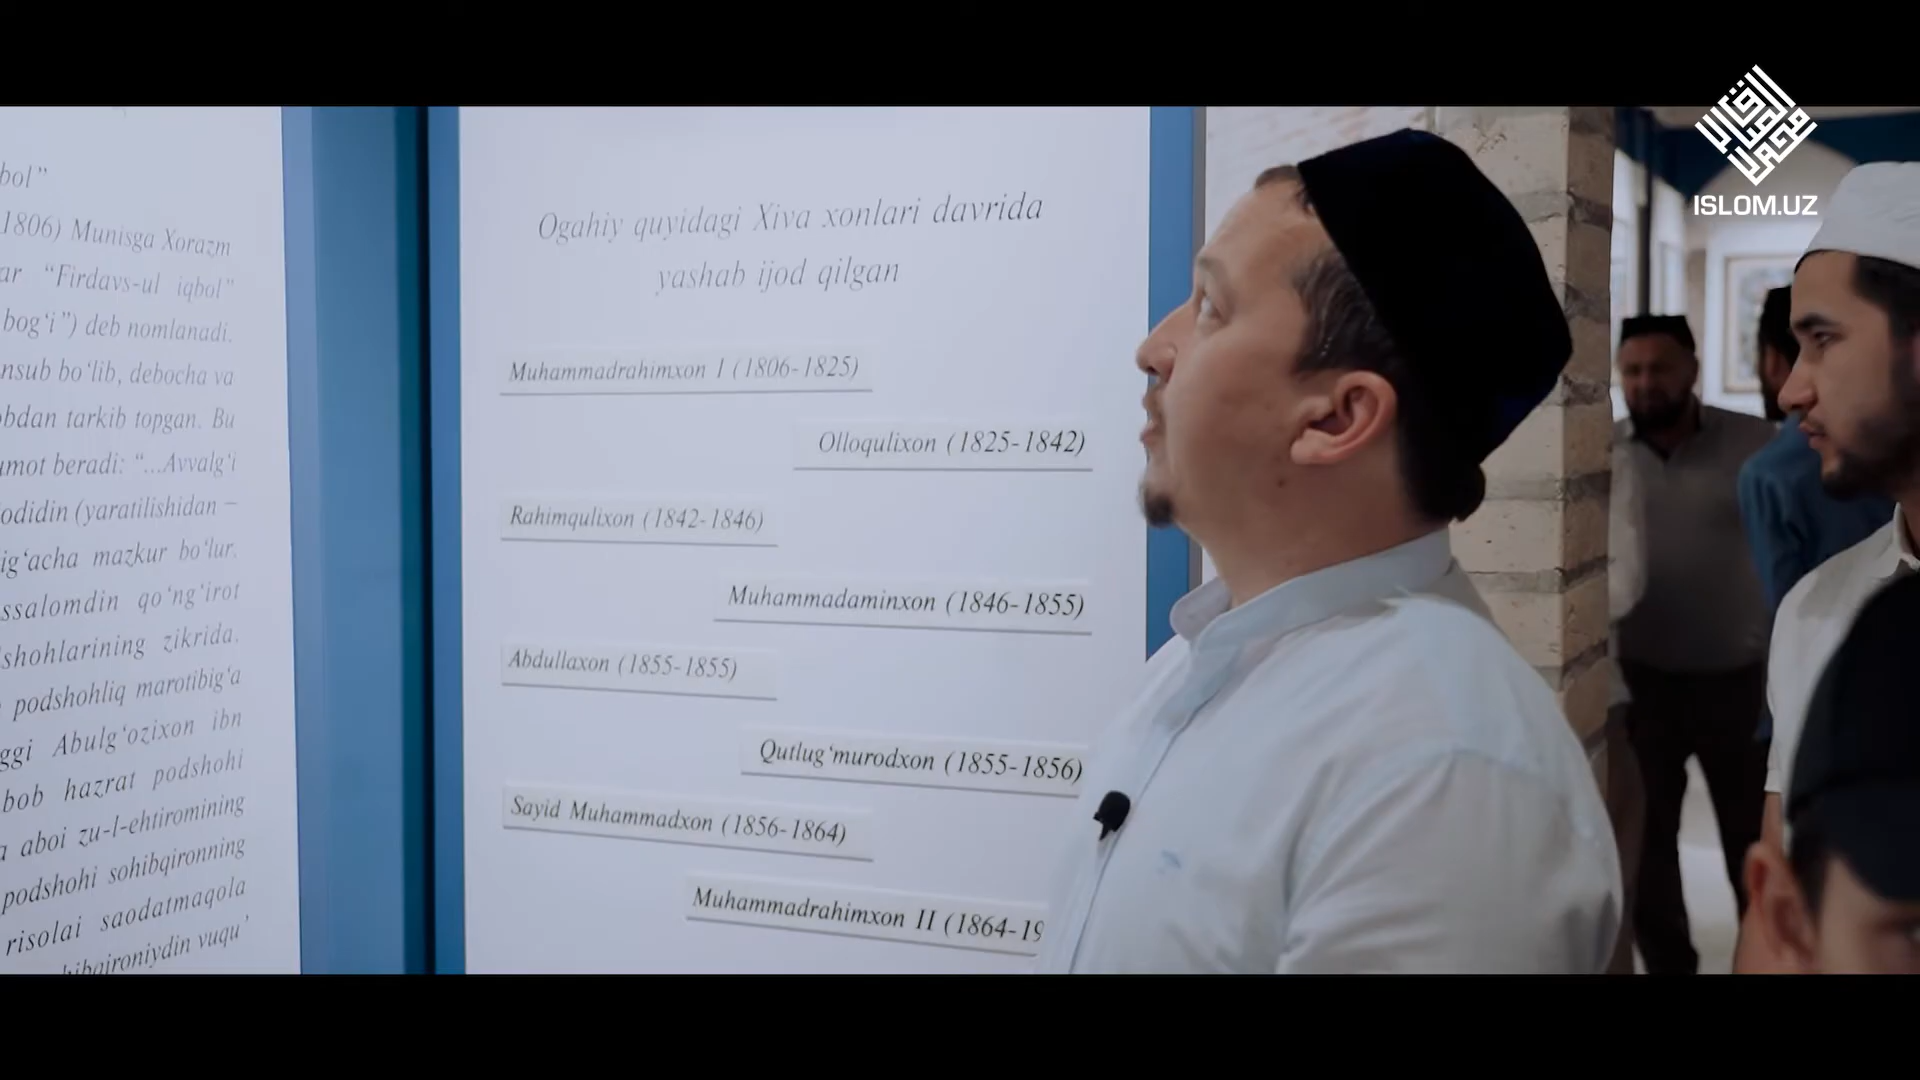 bol”
1806) Munisga Xorazm
ar “Firdavs-ul iqbol”
bog‘i”) deb nomlanadi.
nsub bo‘lib, debocha va
obdan tarkib topgan. Bu
umot beradi: “...Avvalg‘i
odidin (yaratilishidan –
ig‘acha mazkur bo‘lur.
ssalomdin qo‘ng‘irot
shohlarining zikrida.
podshohliq marotibig‘a
ggi Abulg‘ozixon ibn
bob hazrat podshohi
a aboi zu-l-ehtiromining
podshohi sohibqironning
risolai saodatmaqola
hibqironiydin vuqu‘
Ogahiy quyidagi Xiva xonlari davrida
yashab ijod qilgan
Muhammadrahimxon I (1806-1825)
Olloqulixon (1825-1842)
Rahimqulixon (1842-1846)
Muhammadaminxon (1846-1855)
Abdullaxon (1855-1855)
Qutlug‘murodxon (1855-1856)
Sayid Muhammadxon (1856-1864)
Muhammadrahimxon II (1864-19
ISLOM.UZ